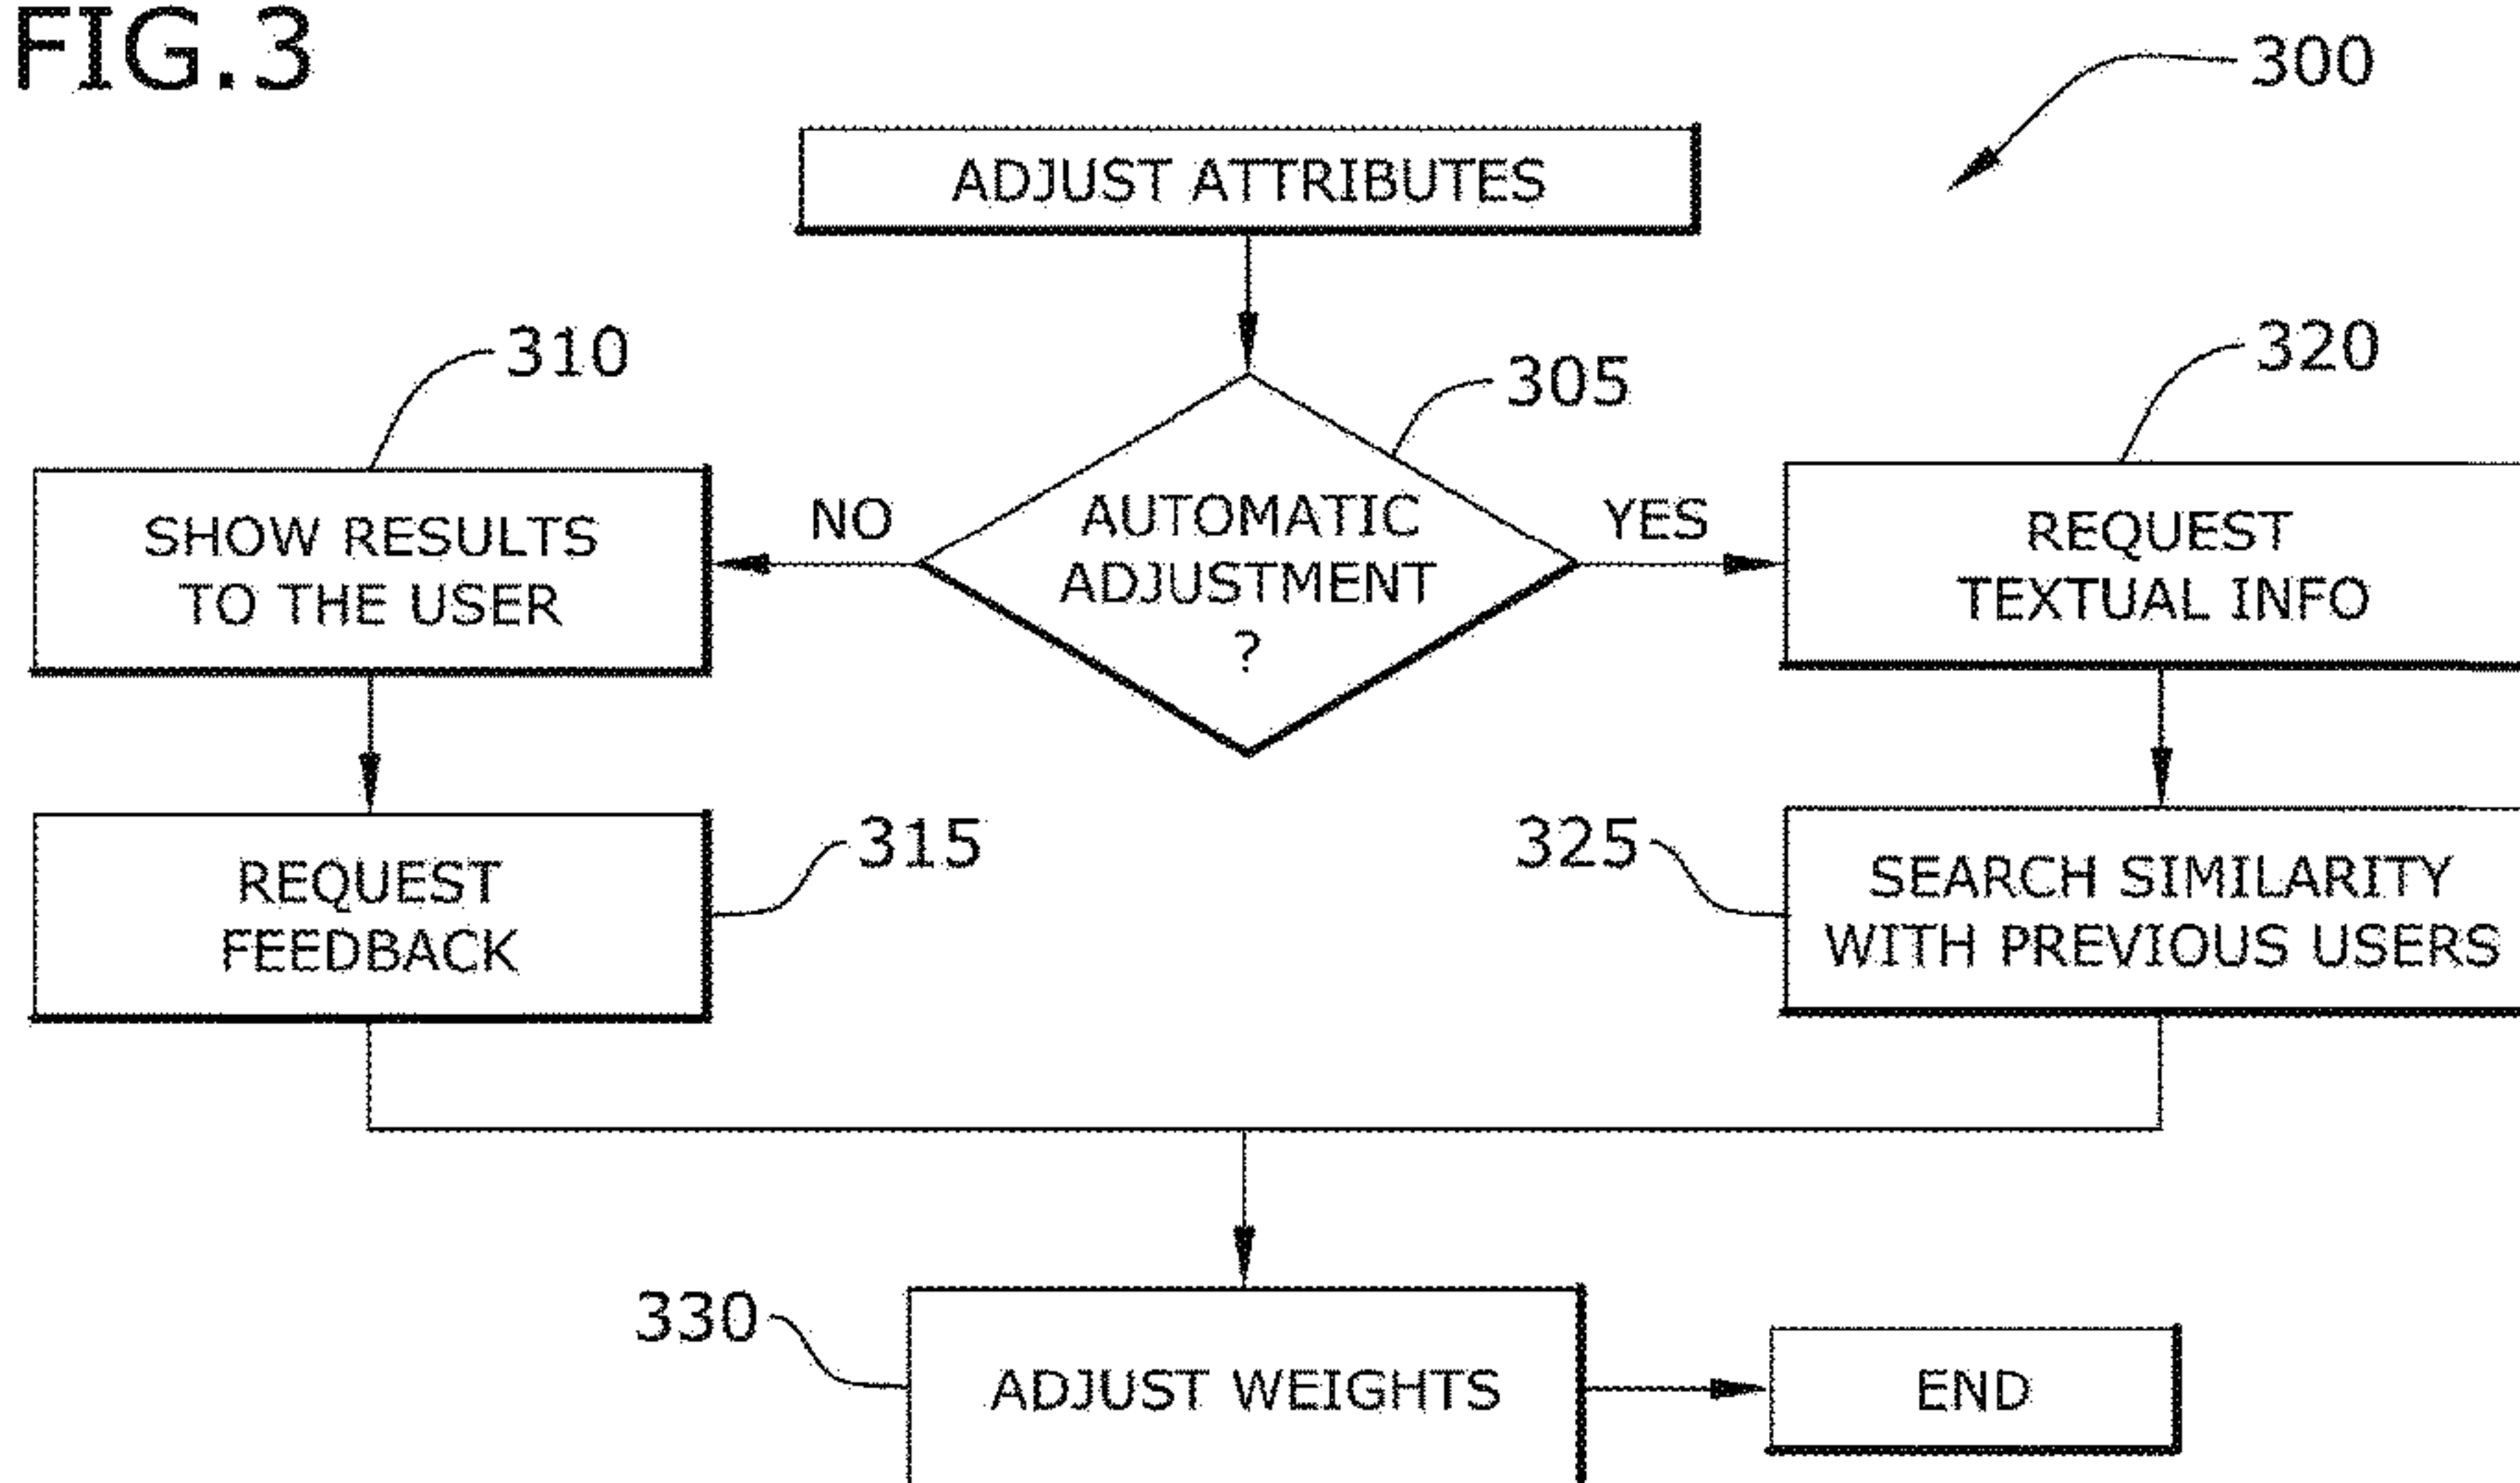 FIG.3
300
ADJUST ATTRIBUTES
310
305
320
SHOW RESULTS
TO THE USER
NO
AUTOMATIC
ADJUSTMENT
?
YES
REQUEST
TEXTUAL INFO
REQUEST
FEEDBACK
315
325
SEARCH SIMILARITY
WITH PREVIOUS USERS
330
ADJUST WEIGHTS
END